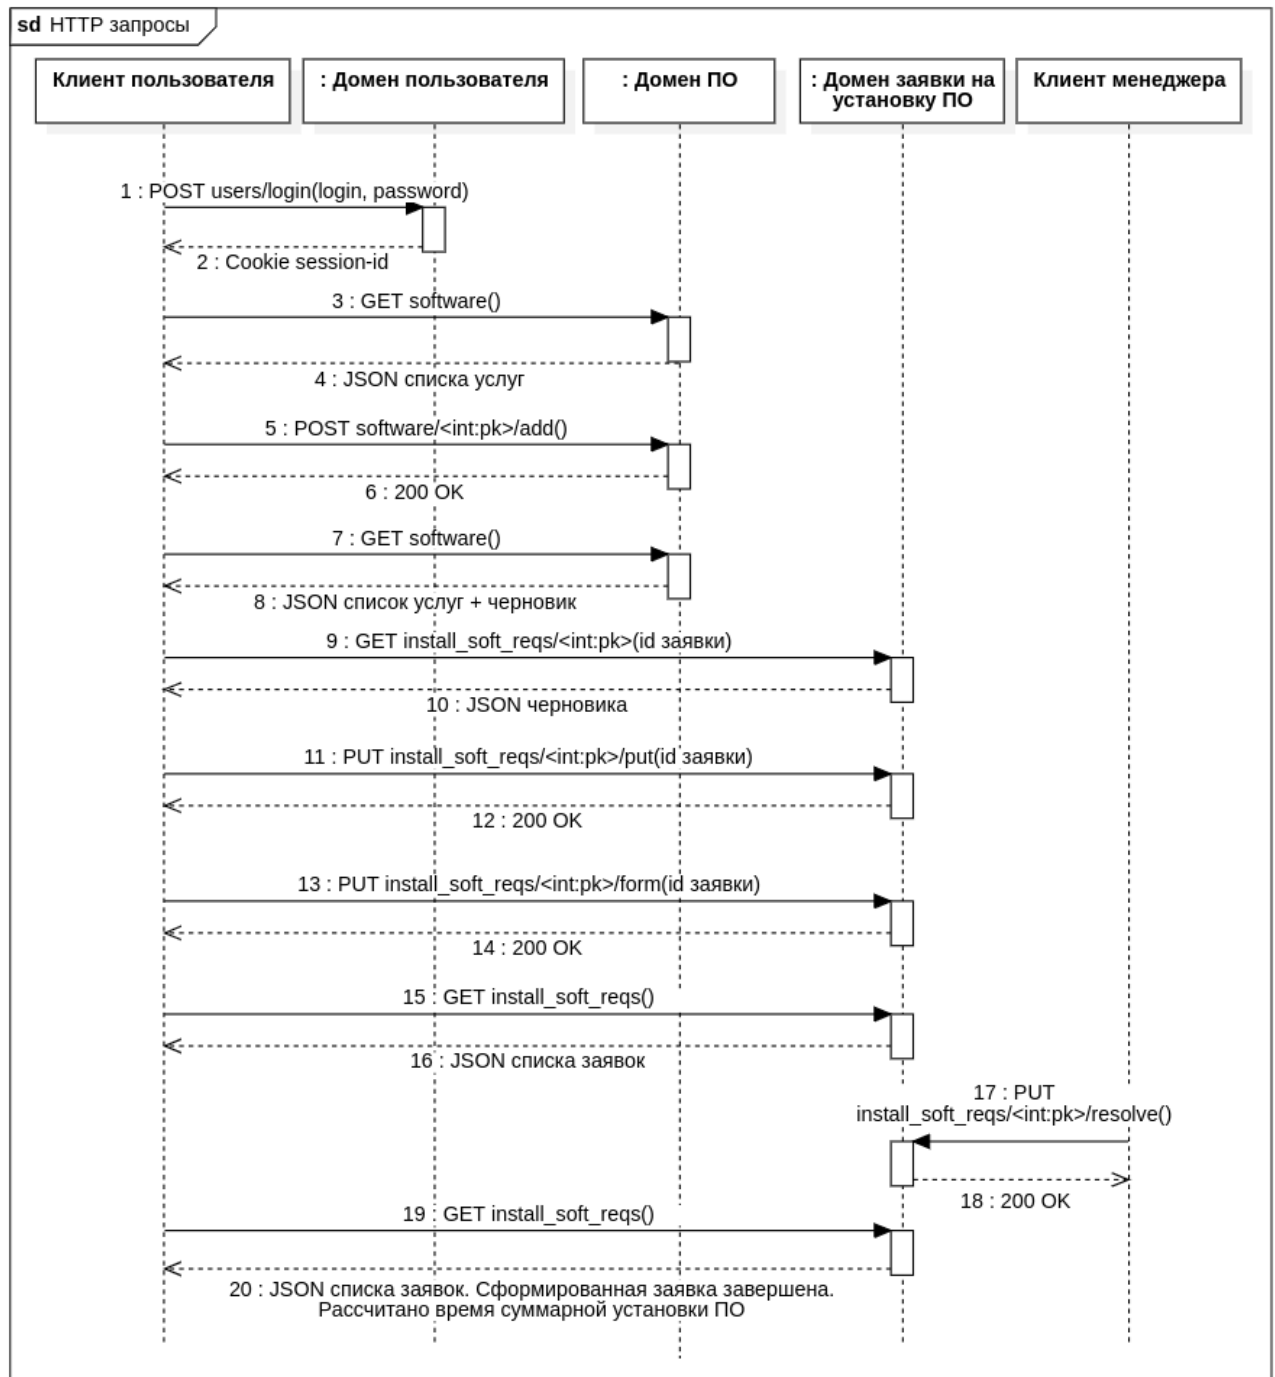 sd HTTP запросы
Клиент пользователя
: Домен пользователя
: Домен ПО
: Домен заявки на
установку ПО
Клиент менеджера
1 : POST users/login(login, password)
2 : Cookie session-id
3 : GET software()
4 : JSON списка услуг
5 : POST software/<int:pk>/add()
6 : 200 OK
7 : GET software()
8 : JSON список услуг + черновик
9 : GET install_soft_reqs/<int:pk>(id заявки)
10 : JSON черновика
11 : PUT install_soft_reqs/<int:pk>/put(id заявки)
12 : 200 OK
13 : PUT install_soft_reqs/<int:pk>/form(id заявки)
14 : 200 OK
15 : GET install_soft_reqs()
16 : JSON списка заявок
17 : PUT
install_soft_reqs/<int:pk>/resolve()
18 : 200 OK
19 : GET install_soft_reqs()
20 : JSON списка заявок. Сформированная заявка завершена.
Рассчитано время суммарной установки ПО